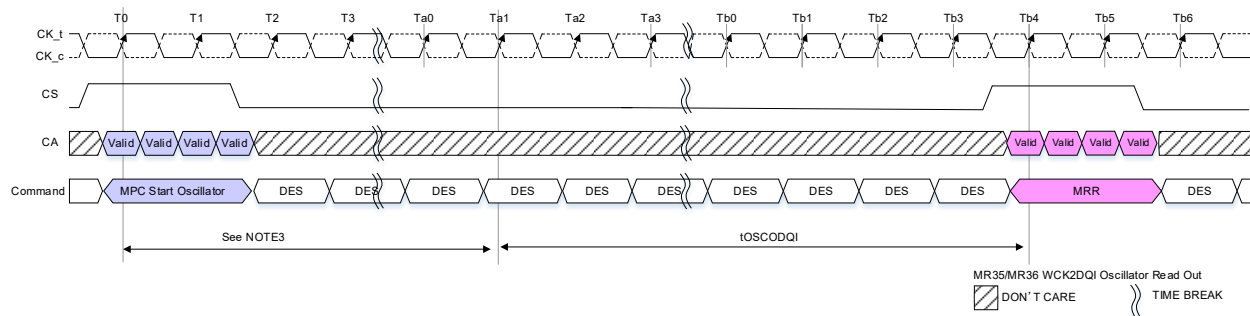 T0 T1 T2 T3 Ta0 Ta1 Ta2 Ta3 Tb0 Tb1 Tb2 Tb3 Tb4 Tb5 Tb6
CK_t
CK_c
CS
CA Valid Valid Valid Valid Valid Valid Valid Valid
Command MPC Start Oscillator DES DES DES DES DES DES DES DES DES DES MRR DES
See NOTE3 tOSCODQI
MR35/MR36 WCK2DQI Oscillator Read Out
DON'T CARE TIME BREAK